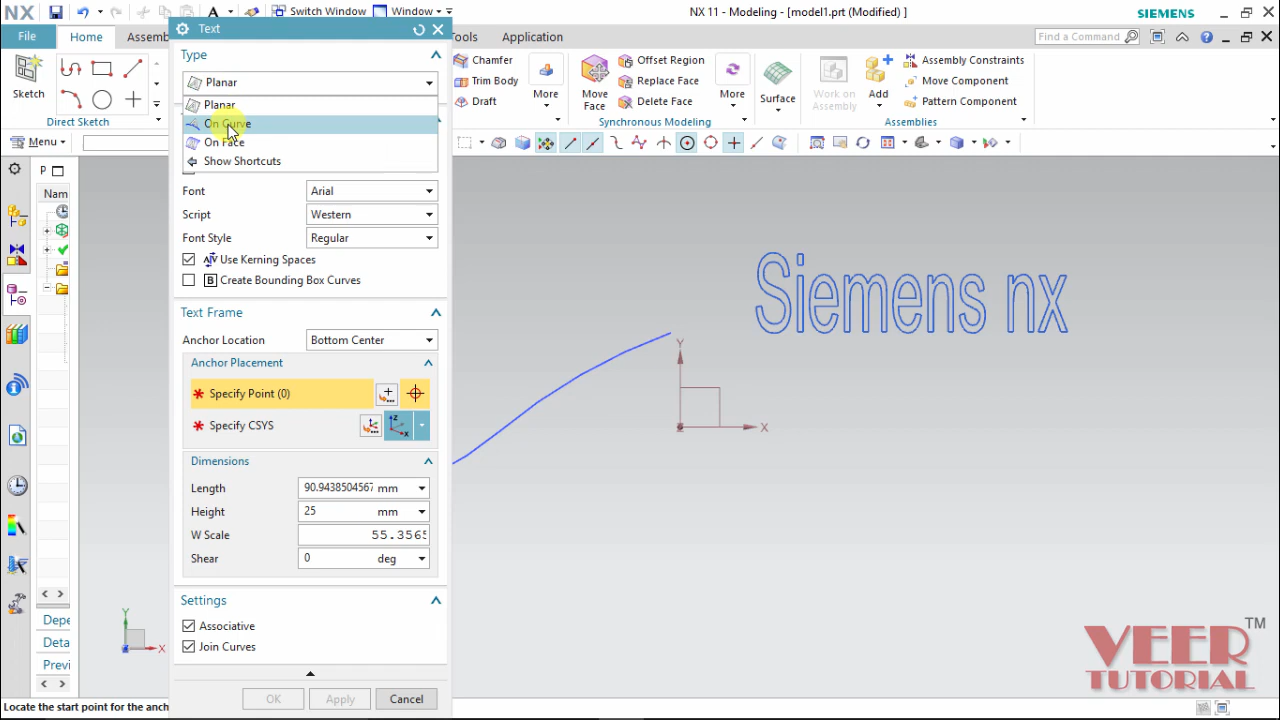 Switch Window Window NX 11 - Modeling - [model1.prt (Modified) ] SIEMENS
File Home Assemb Tools Application Find a Command
Text
Type
Planar
Planar
On Curve
On Face
Show Shortcuts
Sketch
Direct Sketch
Chamfer
Trim Body
Draft
More
Move Face
Offset Region
Replace Face
Delete Face
More
Synchronous Modeling
Surface
Work on Assembly
Add
Assembly Constraints
Move Component
Pattern Component
Assemblies
Menu
P
Nam
Font Arial
Script Western
Font Style Regular
Use Kerning Spaces
B Create Bounding Box Curves
Text Frame
Anchor Location Bottom Center
Anchor Placement
Specify Point (0)
Specify CSYS
Dimensions
Length 90.9438504567 mm
Height 25 mm
W Scale 55.3565
Shear 0 deg
Settings
Associative
Join Curves
OK Apply Cancel
Siemens nx
Y
X
Z
Y
X
Depe
Deta
Previ
Locate the start point for the anch
VEER TM
TUTORIAL